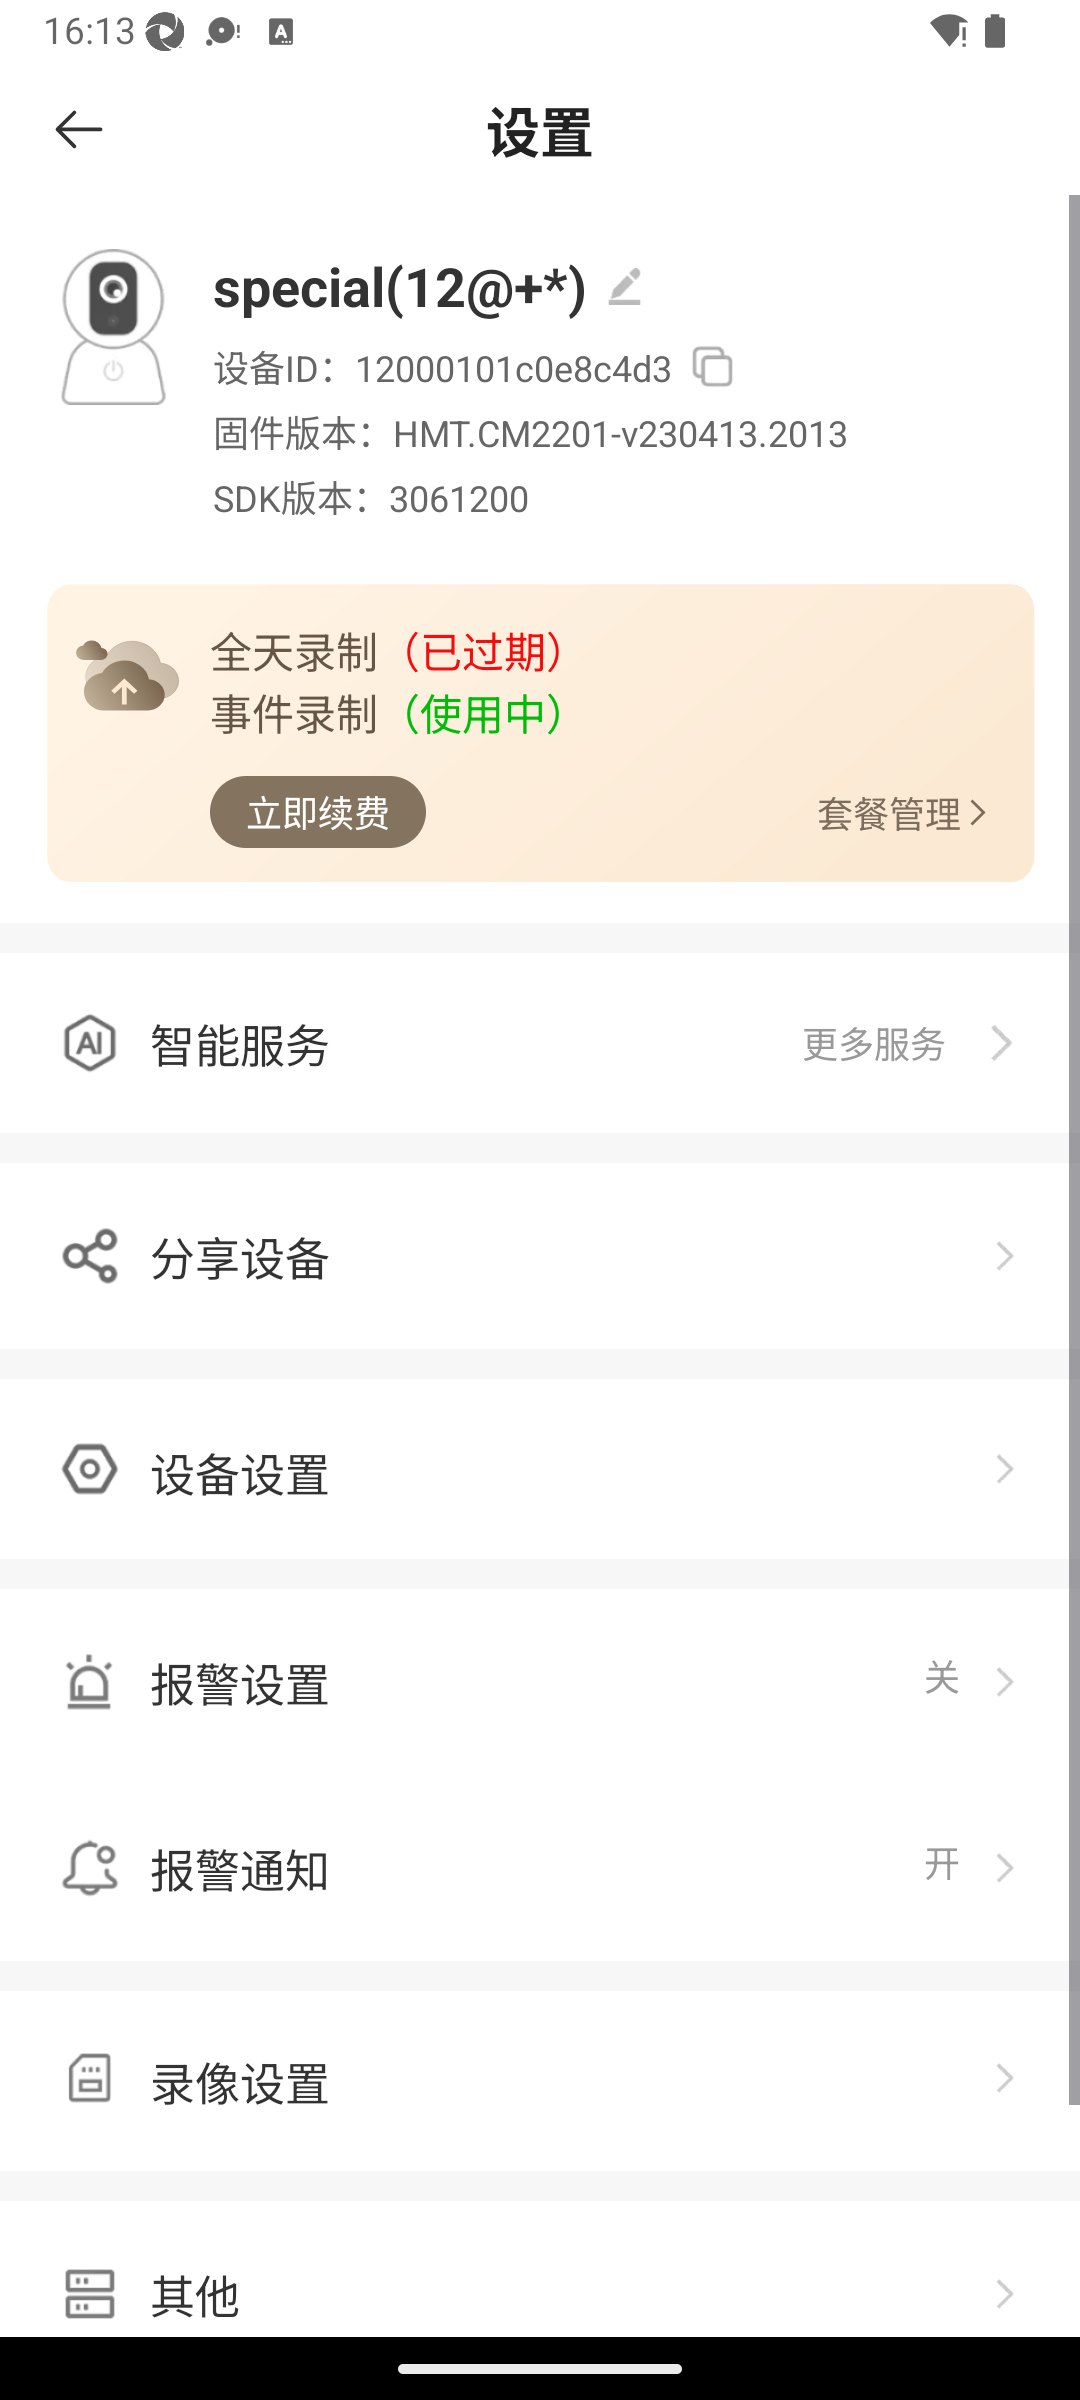 16:13
设置
special(12@+*)
设备ID：12000101c0e8c4d3
固件版本：HMT.CM2201-v230413.2013
SDK版本：3061200
全天录制（已过期）
事件录制（使用中）
立即续费
套餐管理
智能服务
更多服务
分享设备
设备设置
报警设置
关
报警通知
开
录像设置
其他